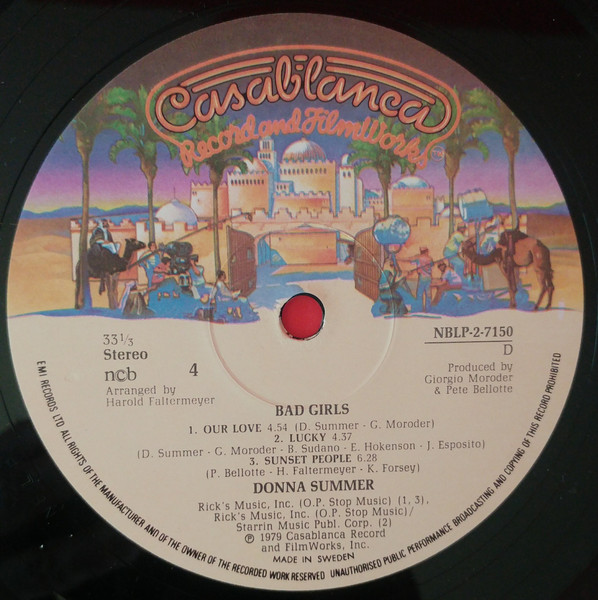 Casablanca
Record and FilmWorks
33 1/3
Stereo
ncb
4
Arranged by
Harold Faltermeyer
NBLP-2-7150
D
Produced by
Giorgio Moroder
& Pete Bellotte
BAD GIRLS
1. OUR LOVE 4.54 (D. Summer - G. Moroder)
2. LUCKY 4.37
(D. Summer - G. Moroder - B. Sudano - E. Hokenson - J. Esposito)
3. SUNSET PEOPLE 6.28
(P. Bellotte - H. Faltermeyer - K. Forsey)
DONNA SUMMER
Rick's Music, Inc. (O.P. Stop Music) (1, 3),
Rick's Music, Inc. (O.P. Stop Music)/
Starrin Music Publ. Corp. (2)
℗ 1979 Casablanca Record
and FilmWorks, Inc.
MADE IN SWEDEN
EMI RECORDS LTD ALL RIGHTS OF THE MANUFACTURER AND OF THE OWNER OF THE RECORDED WORK RESERVED UNAUTHORISED PUBLIC PERFORMANCE BROADCASTING AND COPYING OF THIS RECORD PROHIBITED